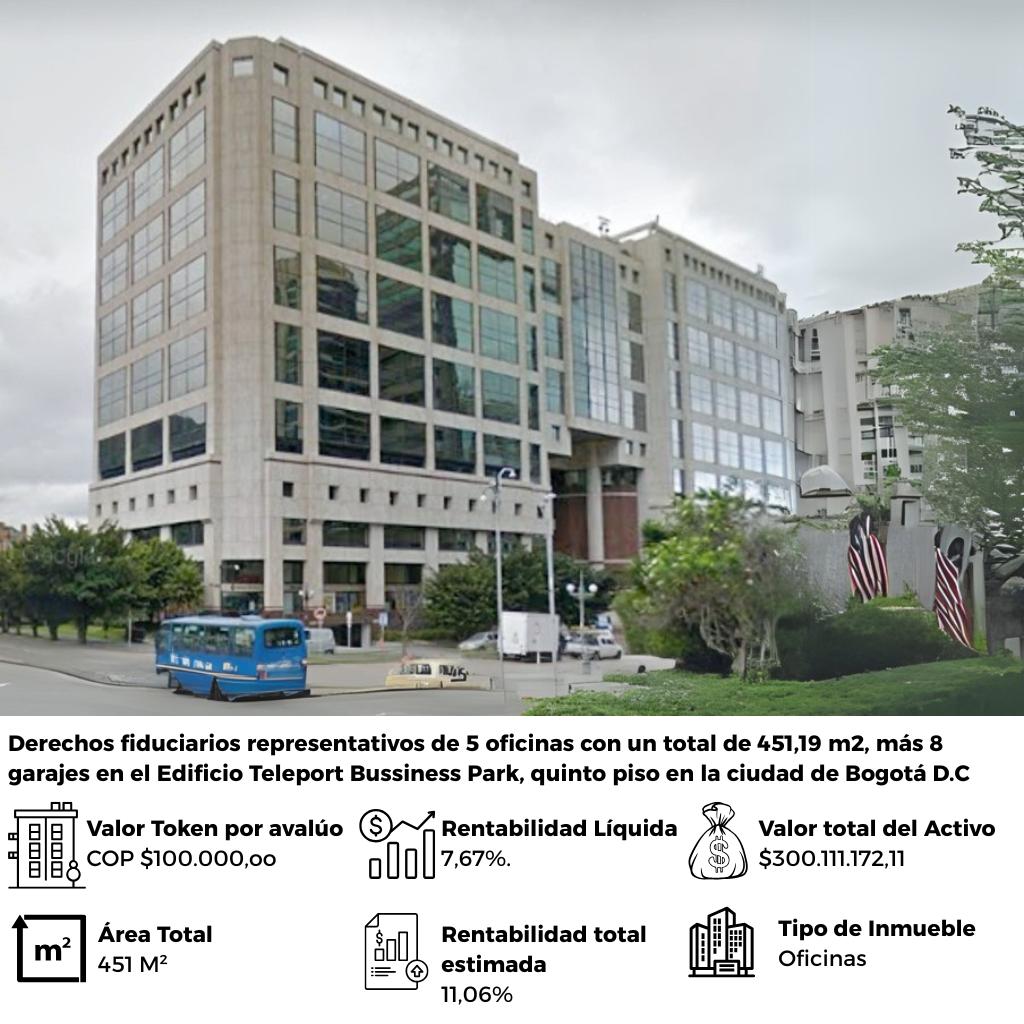 Derechos fiduciarios representativos de 5 oficinas con un total de 451,19 m2, más 8
garajes en el Edificio Teleport Bussiness Park, quinto piso en la ciudad de Bogotá D.C
Valor Token por avalúo
COP $100.000,oo
Rentabilidad Líquida
7,67%.
Valor total del Activo
$300.111.172,11
m²
Área Total
451 M²
Rentabilidad total
estimada
11,06%
Tipo de Inmueble
Oficinas